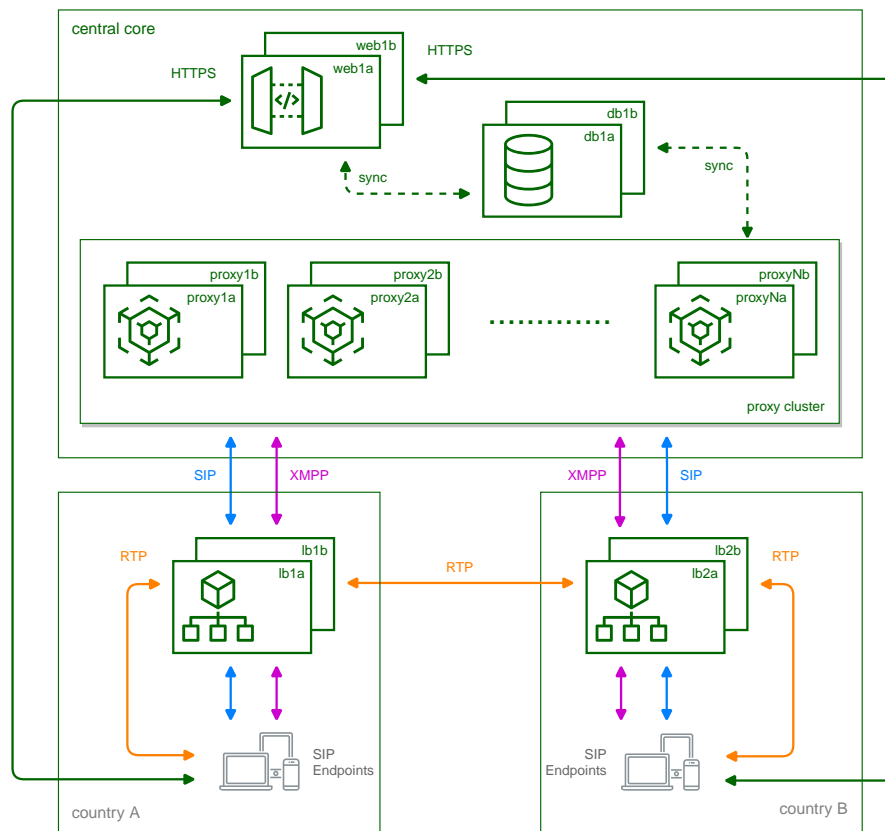 central core
web1b
HTTPS
HTTPS
web1a
</>
db1b
db1a
sync
sync
proxy1b
proxy2b
proxyNb
proxy1a
proxy2a
proxyNa
proxy cluster
SIP
XMPP
XMPP
SIP
lb1b
lb2b
RTP
RTP
RTP
lb1a
lb2a
SIP
Endpoints
SIP
Endpoints
country A
country B